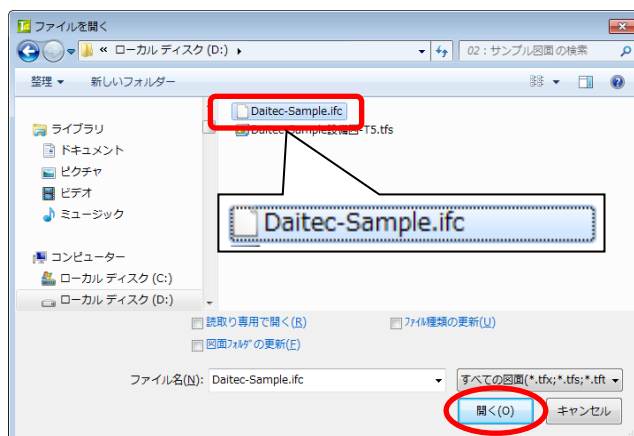 ファイルを開く
« ローカル ディスク (D:) ▸
02:サンプル図面 の検索
整理 ▼ 新しいフォルダー
Daitec-Sample.ifc
Daitec-Sample設備図-T5.tfs
ライブラリ
ドキュメント
ピクチャ
ビデオ
ミュージック
Daitec-Sample.ifc
コンピューター
ローカル ディスク (C:)
ローカル ディスク (D:)
読取り専用で開く(R)
ファイル種類の更新(U)
図面フォルダの更新(F)
ファイル名(N): Daitec-Sample.ifc
すべての図面(*.tfx;*.tfs;*.tft
開く(O) キャンセル